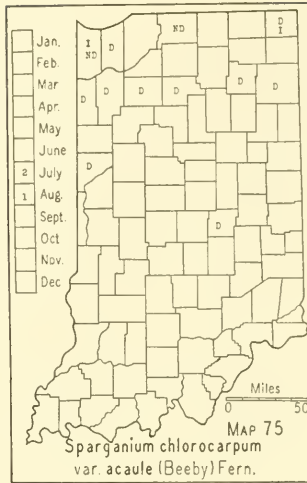 Jan.
Feb.
Mar
Apr.
May
June
2 July
1 Aug.
Sept.
Oct
Nov.
Dec
I
ND
D
ND
D
I
D
D
D
D
D
D
D
D
Miles
0 50
MAP 75
Sparganium chlorocarpum
var. acaule (Beeby) Fern.